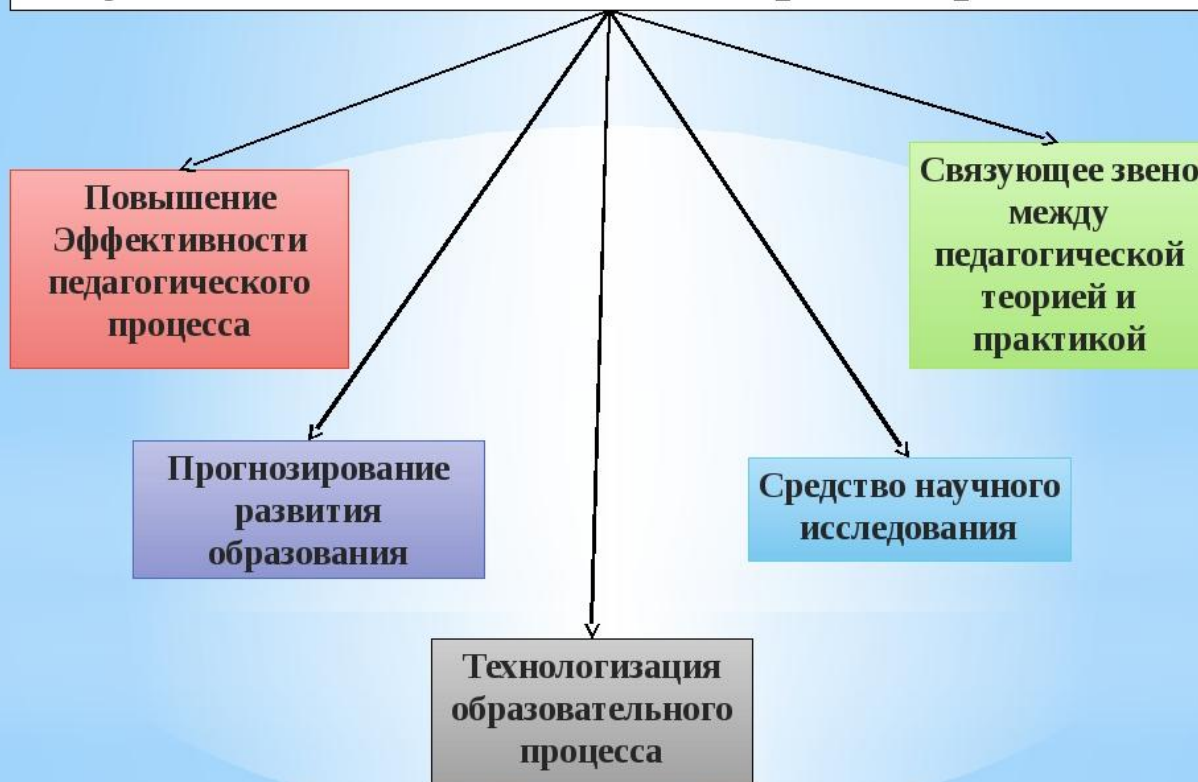 Повышение
Эффективности
педагогического
процесса
Связующее звено
между
педагогической
теорией и
практикой
Прогнозирование
развития
образования
Средство научного
исследования
Технологизация
образовательного
процесса